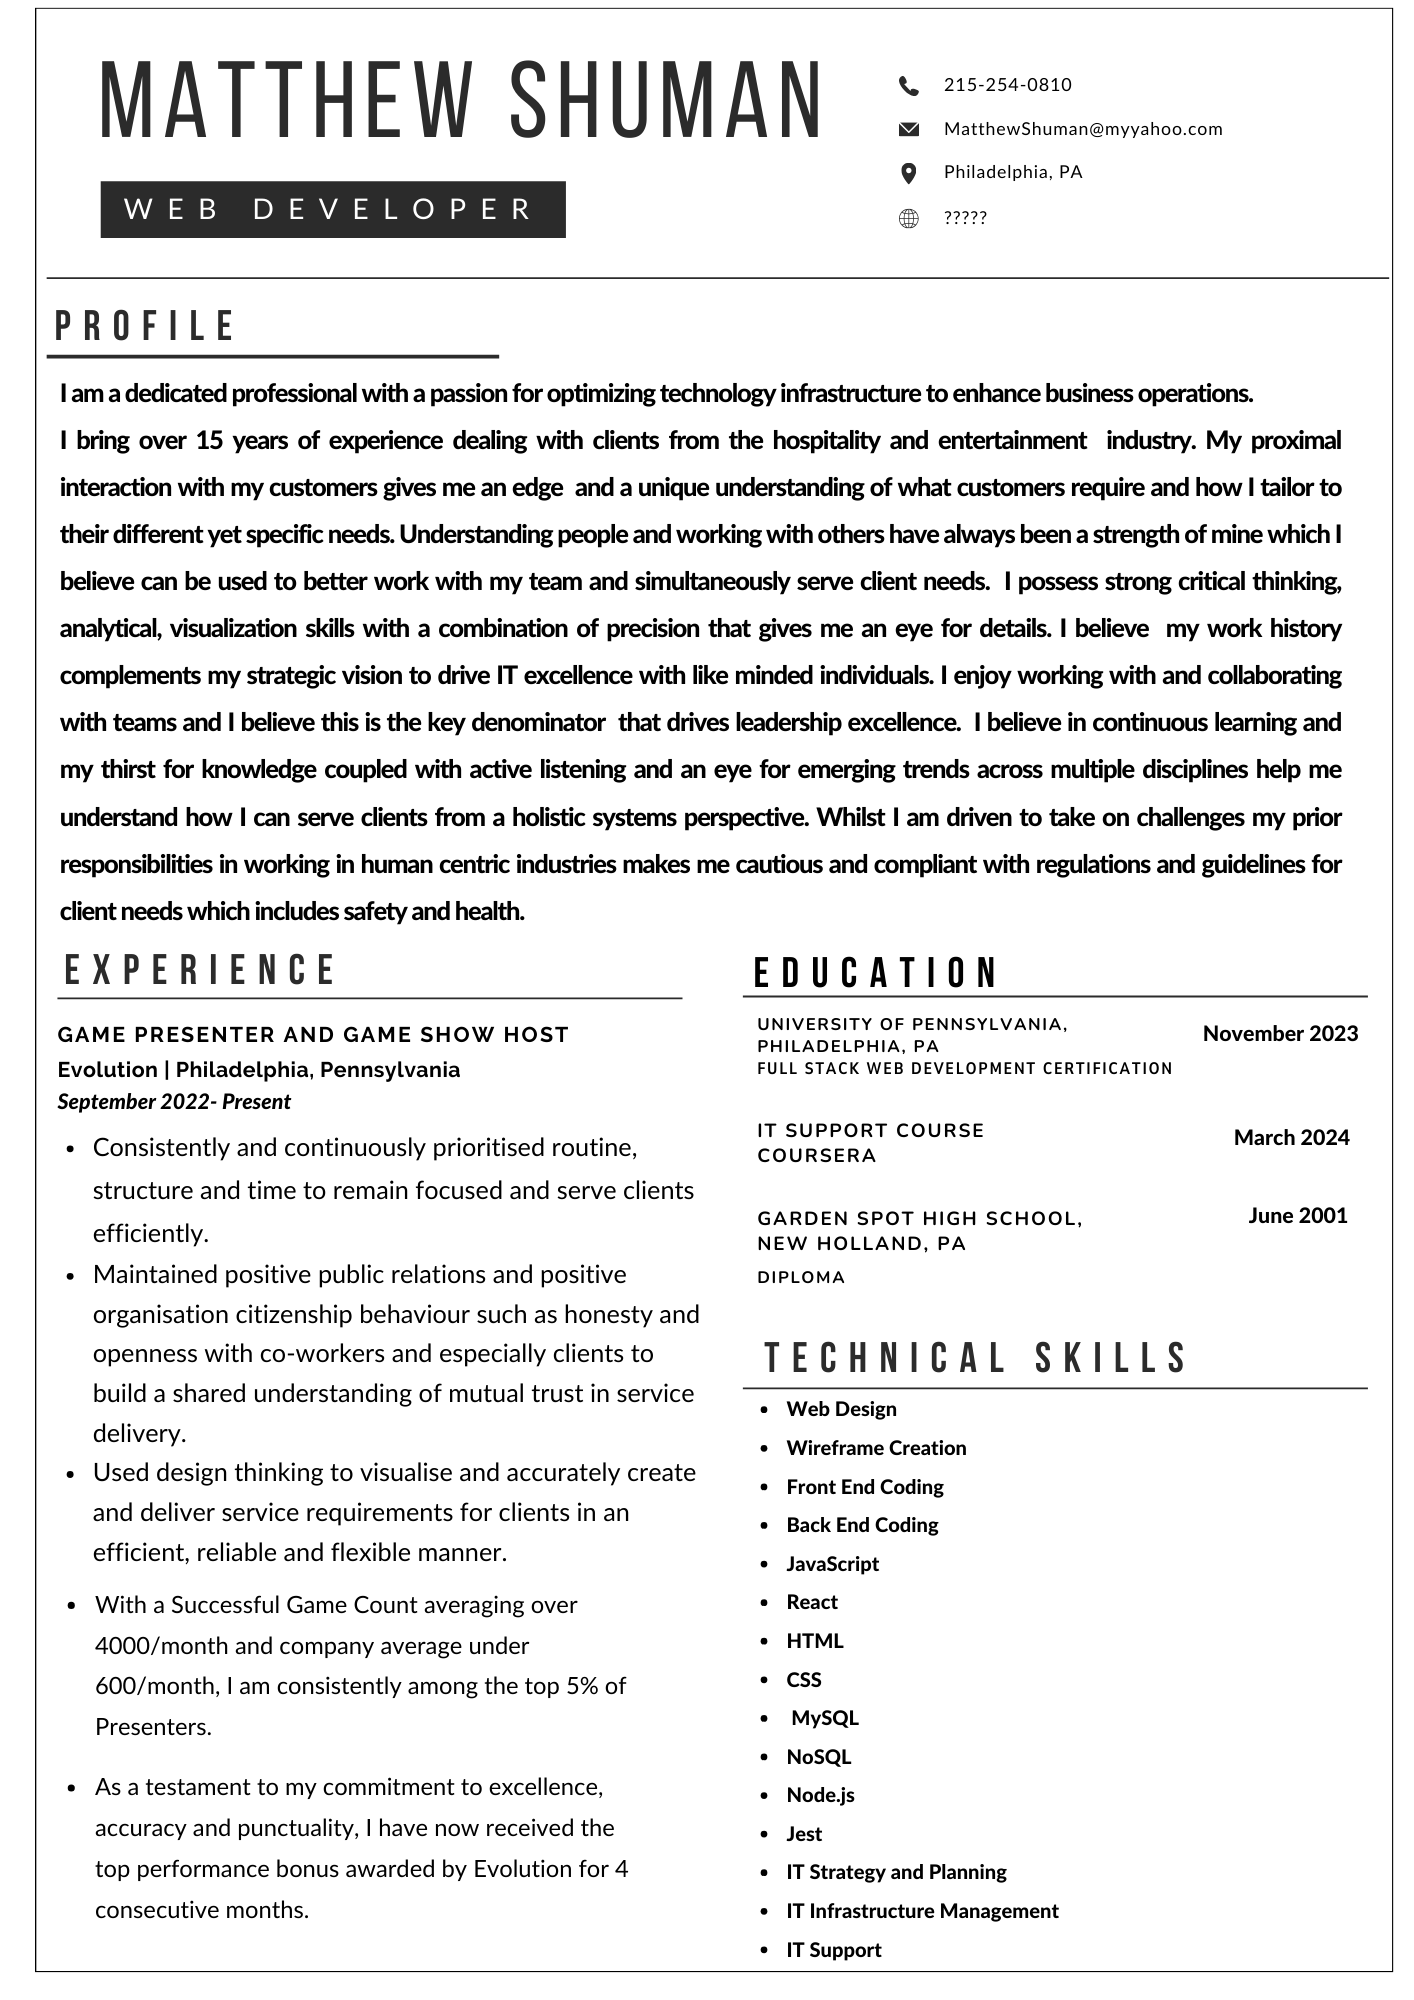 MATTHEW SHUMAN
WEB DEVELOPER
215-254-0810
MatthewShuman@myyahoo.com
Philadelphia, PA
?????
PROFILE
I am a dedicated professional with a passion for optimizing technology infrastructure to enhance business operations.
I bring over 15 years of experience dealing with clients from the hospitality and entertainment industry. My proximal
interaction with my customers gives me an edge and a unique understanding of what customers require and how I tailor to
their different yet specific needs. Understanding people and working with others have always been a strength of mine which I
believe can be used to better work with my team and simultaneously serve client needs. I possess strong critical thinking,
analytical, visualization skills with a combination of precision that gives me an eye for details. I believe my work history
complements my strategic vision to drive IT excellence with like minded individuals. I enjoy working with and collaborating
with teams and I believe this is the key denominator that drives leadership excellence. I believe in continuous learning and
my thirst for knowledge coupled with active listening and an eye for emerging trends across multiple disciplines help me
understand how I can serve clients from a holistic systems perspective. Whilst I am driven to take on challenges my prior
responsibilities in working in human centric industries makes me cautious and compliant with regulations and guidelines for
client needs which includes safety and health.
EXPERIENCE
GAME PRESENTER AND GAME SHOW HOST
Evolution | Philadelphia, Pennsylvania
September 2022- Present
• Consistently and continuously prioritised routine,
structure and time to remain focused and serve clients
efficiently.
• Maintained positive public relations and positive
organisation citizenship behaviour such as honesty and
openness with co-workers and especially clients to
build a shared understanding of mutual trust in service
delivery.
• Used design thinking to visualise and accurately create
and deliver service requirements for clients in an
efficient, reliable and flexible manner.
• With a Successful Game Count averaging over
4000/month and company average under
600/month, I am consistently among the top 5% of
Presenters.
• As a testament to my commitment to excellence,
accuracy and punctuality, I have now received the
top performance bonus awarded by Evolution for 4
consecutive months.
EDUCATION
UNIVERSITY OF PENNSYLVANIA,
PHILADELPHIA, PA
FULL STACK WEB DEVELOPMENT CERTIFICATION
November 2023
IT SUPPORT COURSE
COURSERA
March 2024
GARDEN SPOT HIGH SCHOOL,
NEW HOLLAND, PA
DIPLOMA
June 2001
TECHNICAL SKILLS
• Web Design
• Wireframe Creation
• Front End Coding
• Back End Coding
• JavaScript
• React
• HTML
• CSS
• MySQL
• NoSQL
• Node.js
• Jest
• IT Strategy and Planning
• IT Infrastructure Management
• IT Support